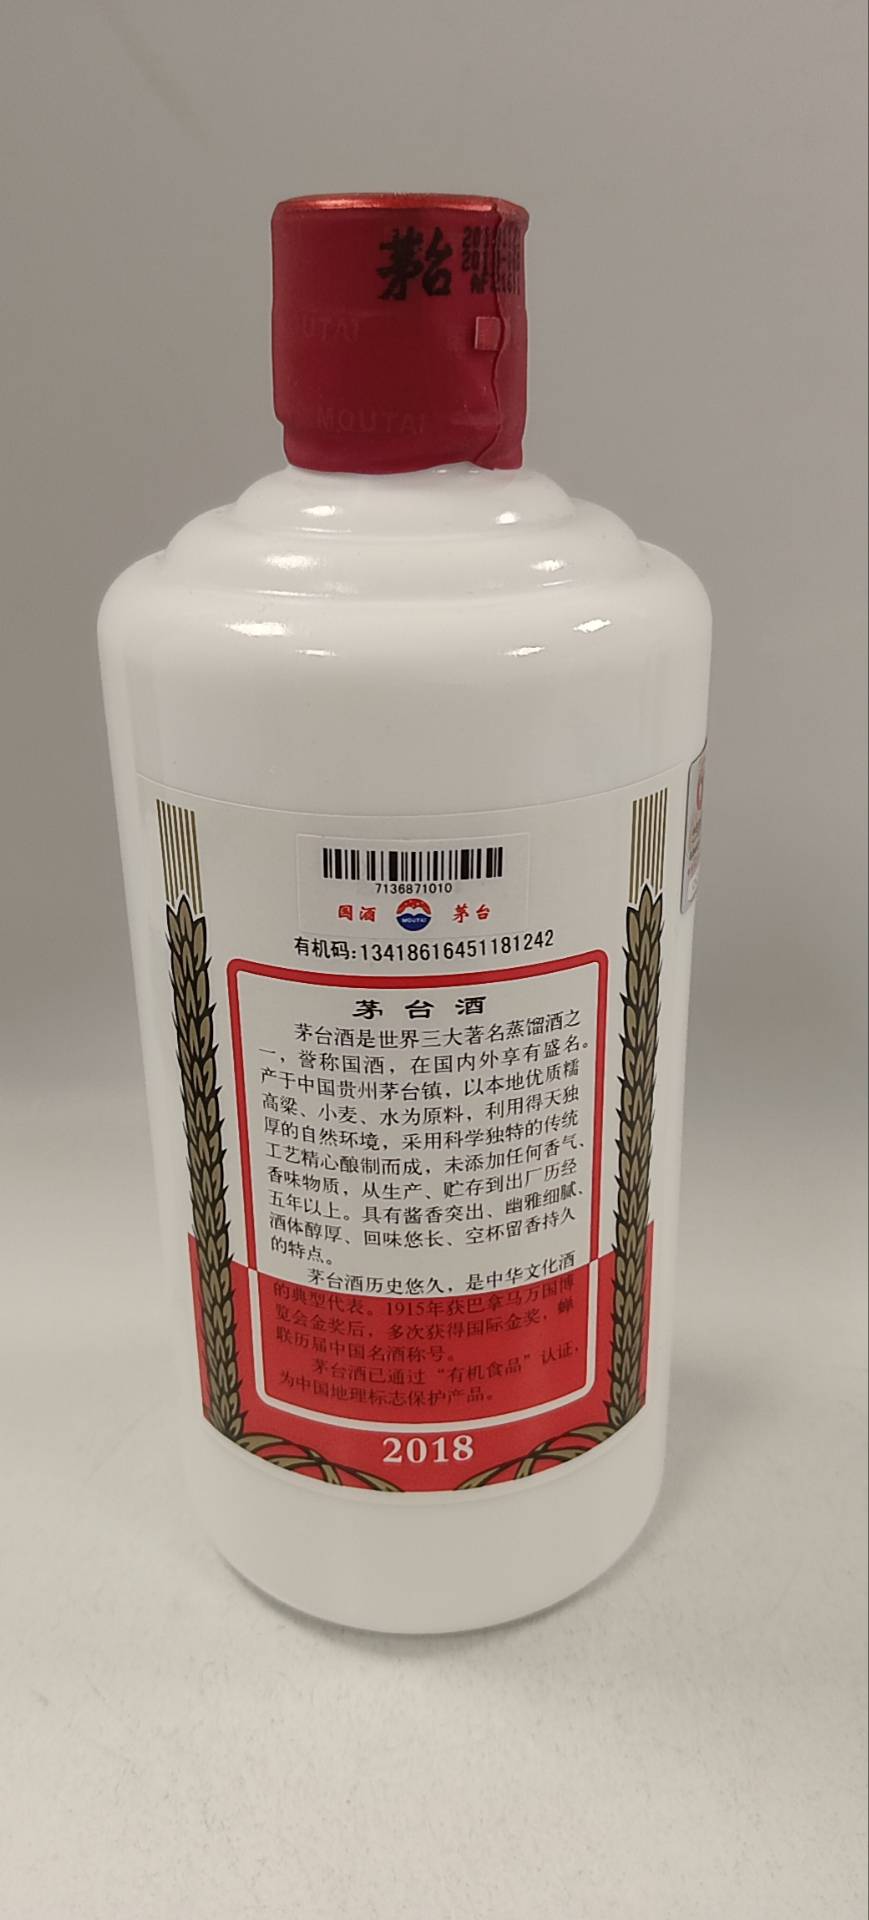 茅台
OUTAI
MOUTAI
7136871010
国酒
MOUTAI
茅台
有机码:13418616451181242
茅台酒
茅台酒是世界三大著名蒸馏酒之
一，誉称国酒，在国内外享有盛名。
产于中国贵州茅台镇，以本地优质糯
高粱、小麦、水为原料，利用得天独
厚的自然环境，采用科学独特的传统
工艺精心酿制而成，未添加任何香气、
香味物质，从生产、贮存到出厂历经
五年以上。具有酱香突出、幽雅细腻、
酒体醇厚、回味悠长、空杯留香持久
的特点。
茅台酒历史悠久，是中华文化酒
的典型代表。1915年获巴拿马万国博
览会金奖后，多次获得国际金奖，蝉
联历届中国名酒称号。
茅台酒已通过“有机食品”认证，
为中国地理标志保护产品。
2018